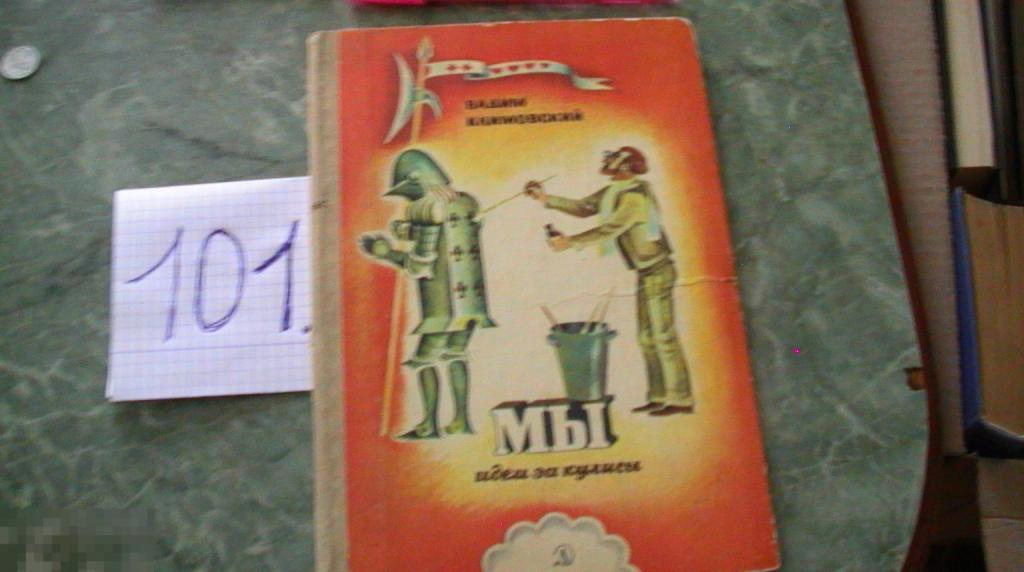 101.
ВАДИМ
КЛИМОВСКИЙ
МЫ
идем за кулисы
Д